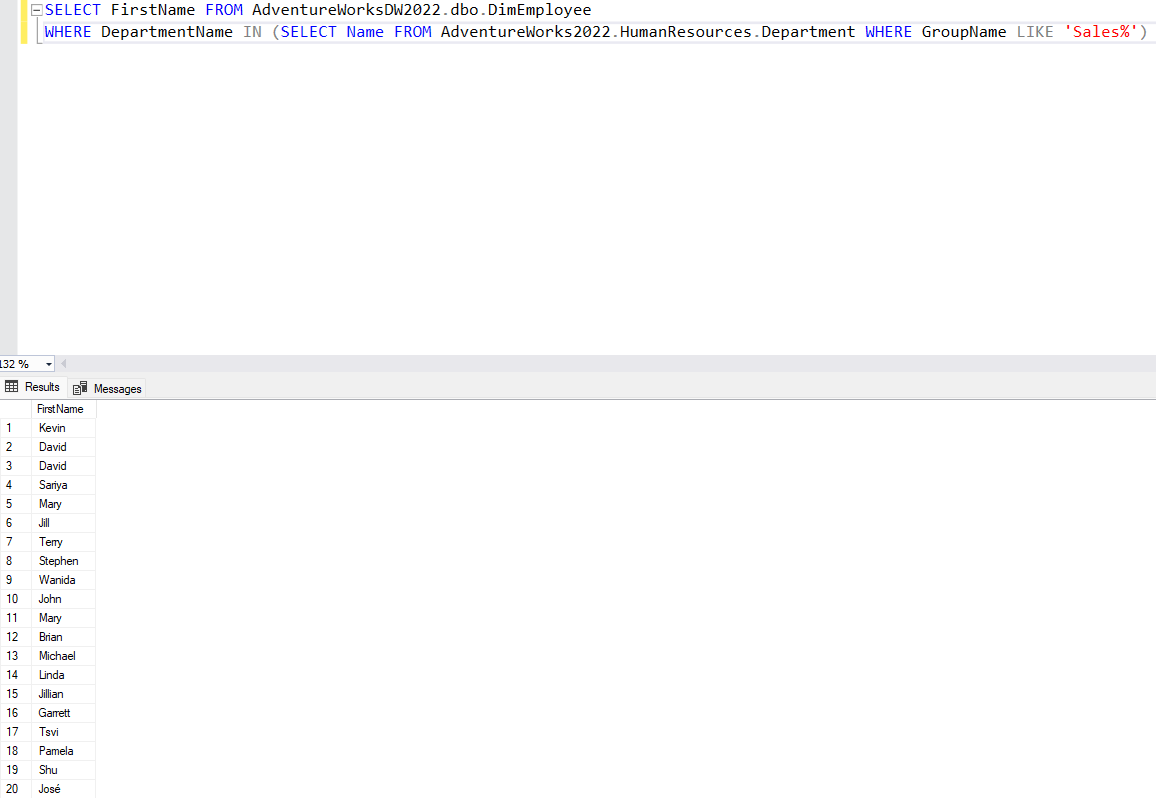 SELECT FirstName FROM AdventureWorksDW2022.dbo.DimEmployee
WHERE DepartmentName IN (SELECT Name FROM AdventureWorks2022.HumanResources.Department WHERE GroupName LIKE 'Sales%')
132 %
Results Messages
FirstName
1 Kevin
2 David
3 David
4 Sariya
5 Mary
6 Jill
7 Terry
8 Stephen
9 Wanida
10 John
11 Mary
12 Brian
13 Michael
14 Linda
15 Jillian
16 Garrett
17 Tsvi
18 Pamela
19 Shu
20 José